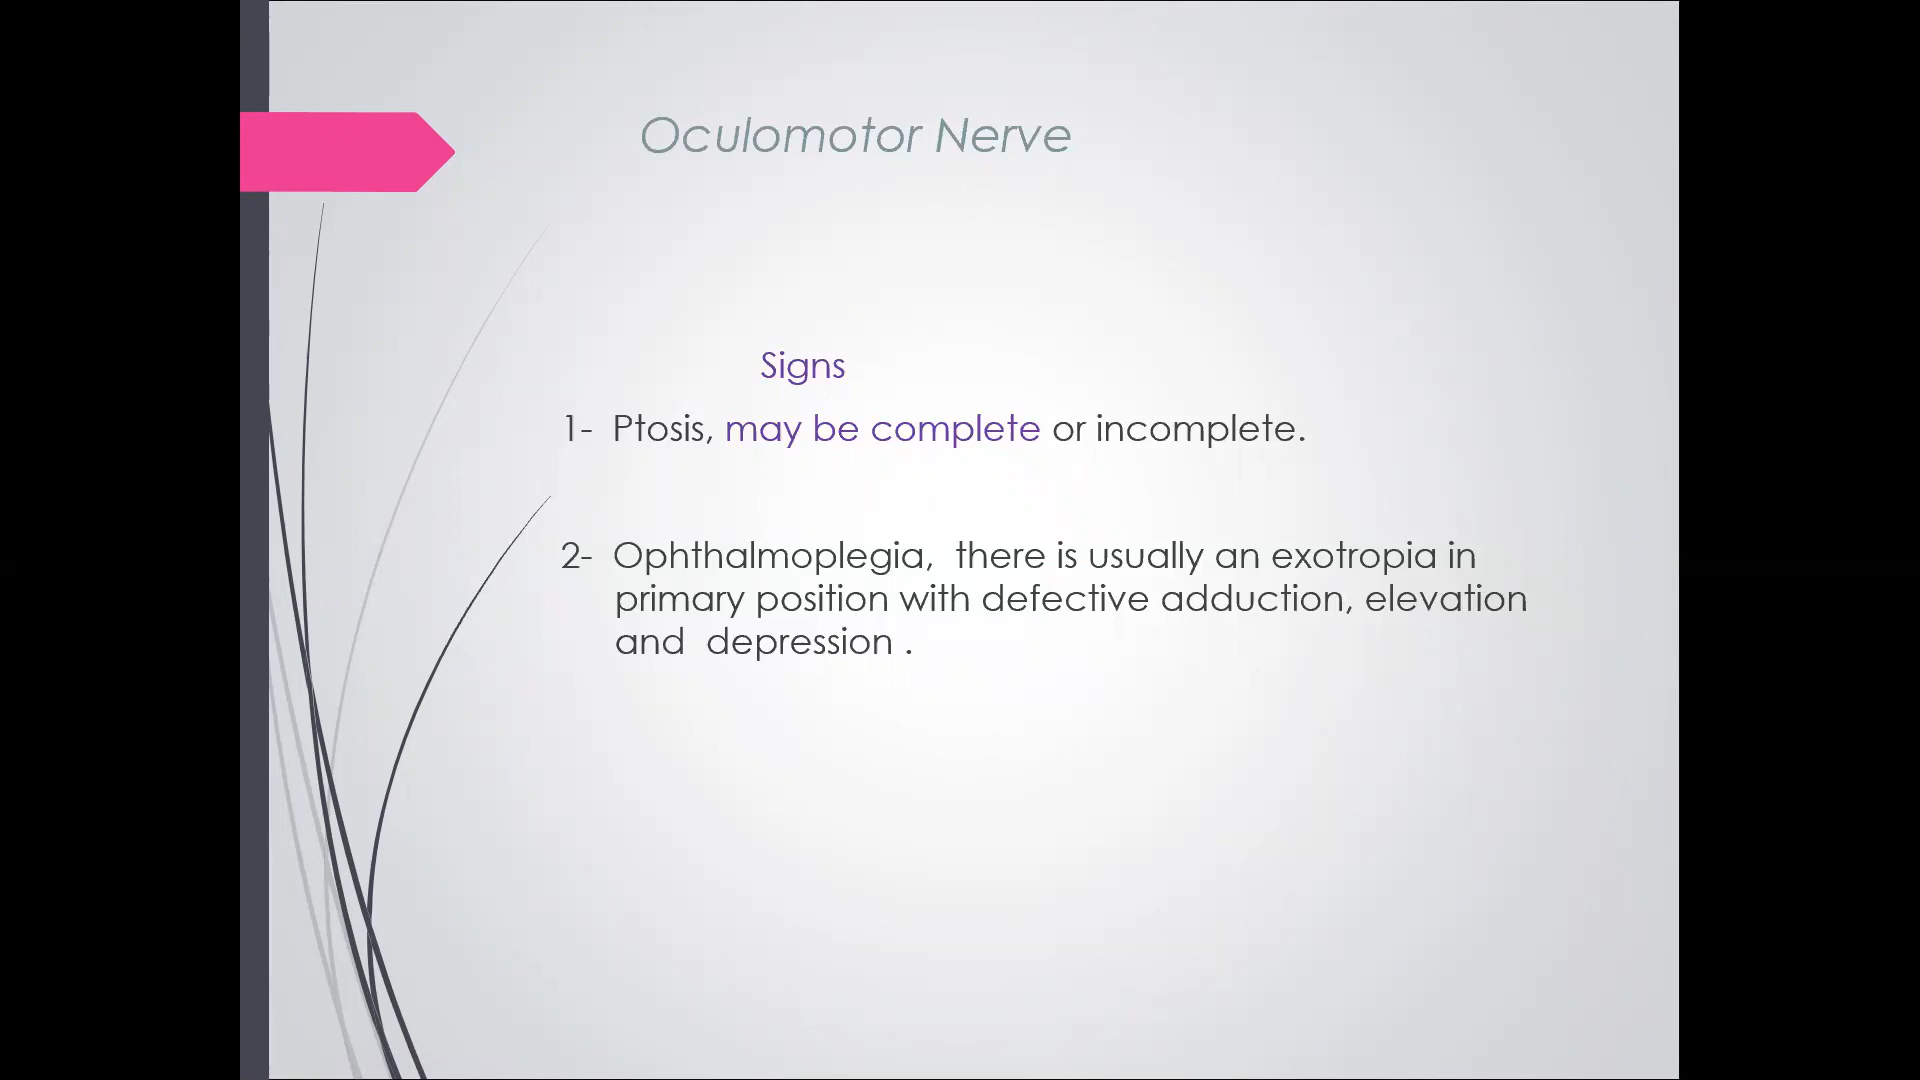 Oculomotor Nerve
Signs
1- Ptosis, may be complete or incomplete.
2- Ophthalmoplegia, there is usually an exotropia in
primary position with defective adduction, elevation
and depression .